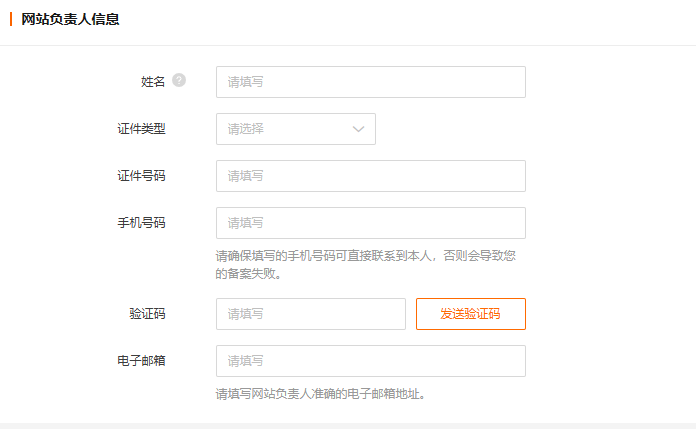 网站负责人信息
姓名 ? 请填写
证件类型 请选择
证件号码 请填写
手机号码 请填写
请确保填写的手机号码可直接联系到本人，否则会导致您
的备案失败。
验证码 请填写 发送验证码
电子邮箱 请填写
请填写网站负责人准确的电子邮箱地址。